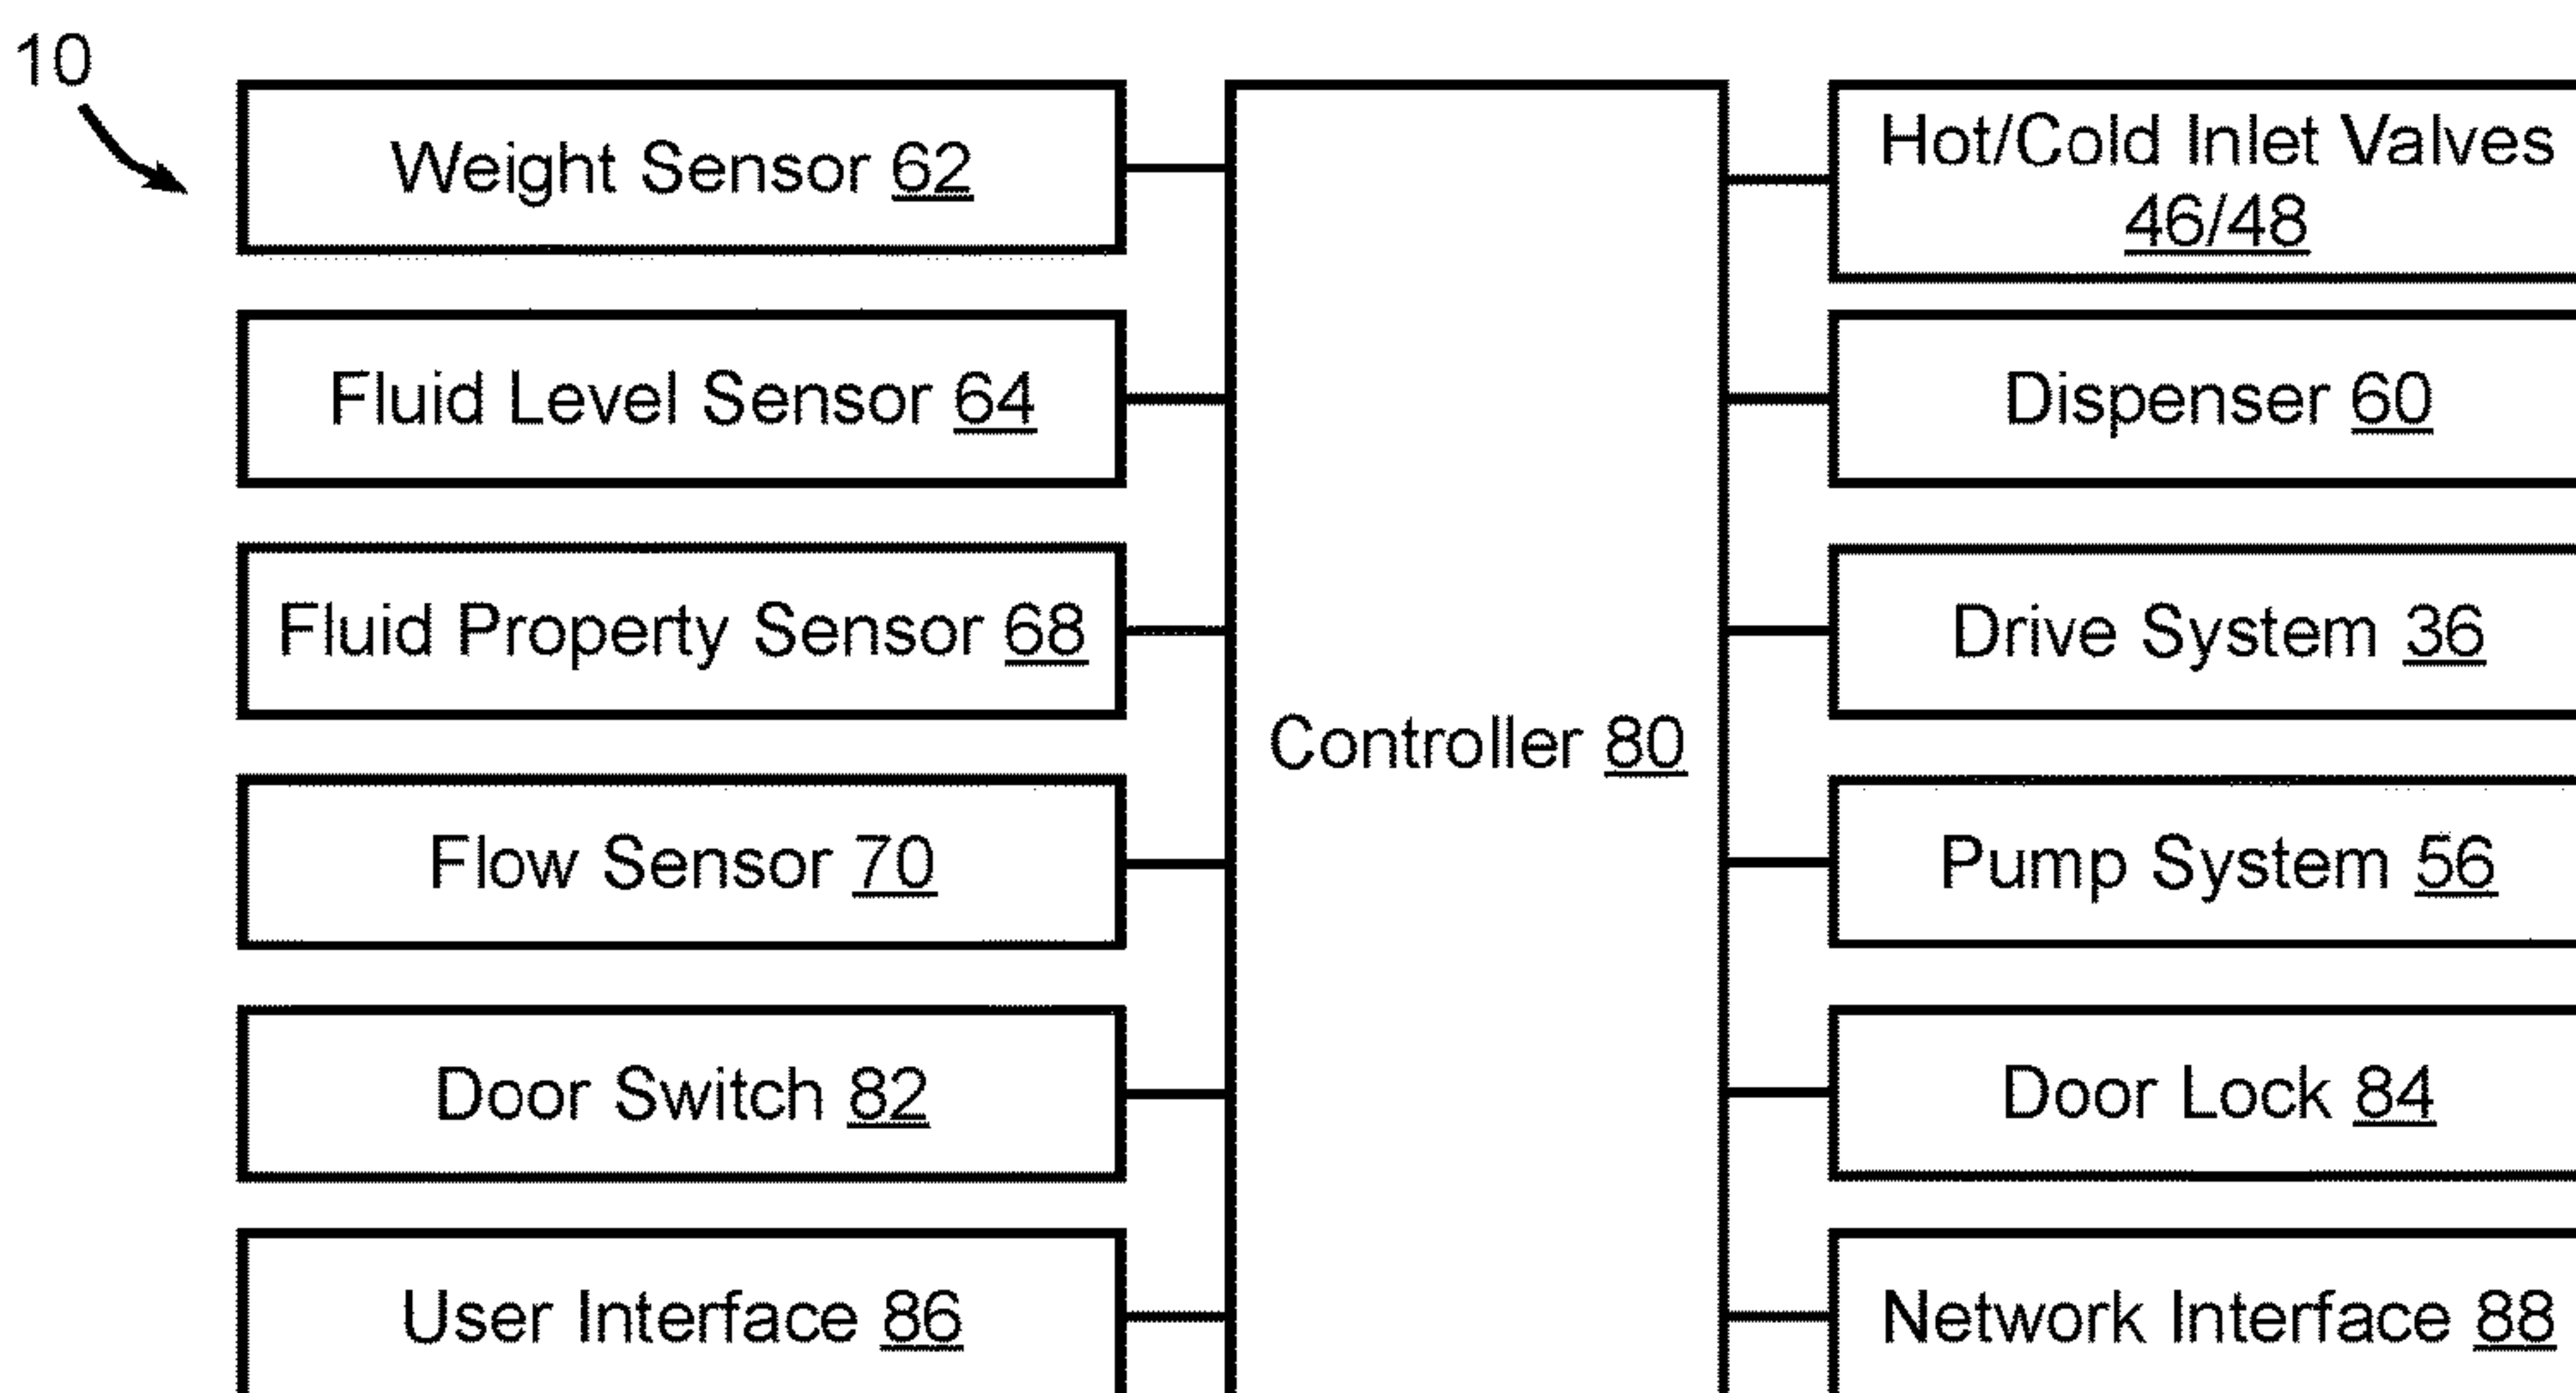 10
Weight Sensor 62
Fluid Level Sensor 64
Fluid Property Sensor 68
Flow Sensor 70
Door Switch 82
User Interface 86
Controller 80
Hot/Cold Inlet Valves
46/48
Dispenser 60
Drive System 36
Pump System 56
Door Lock 84
Network Interface 88